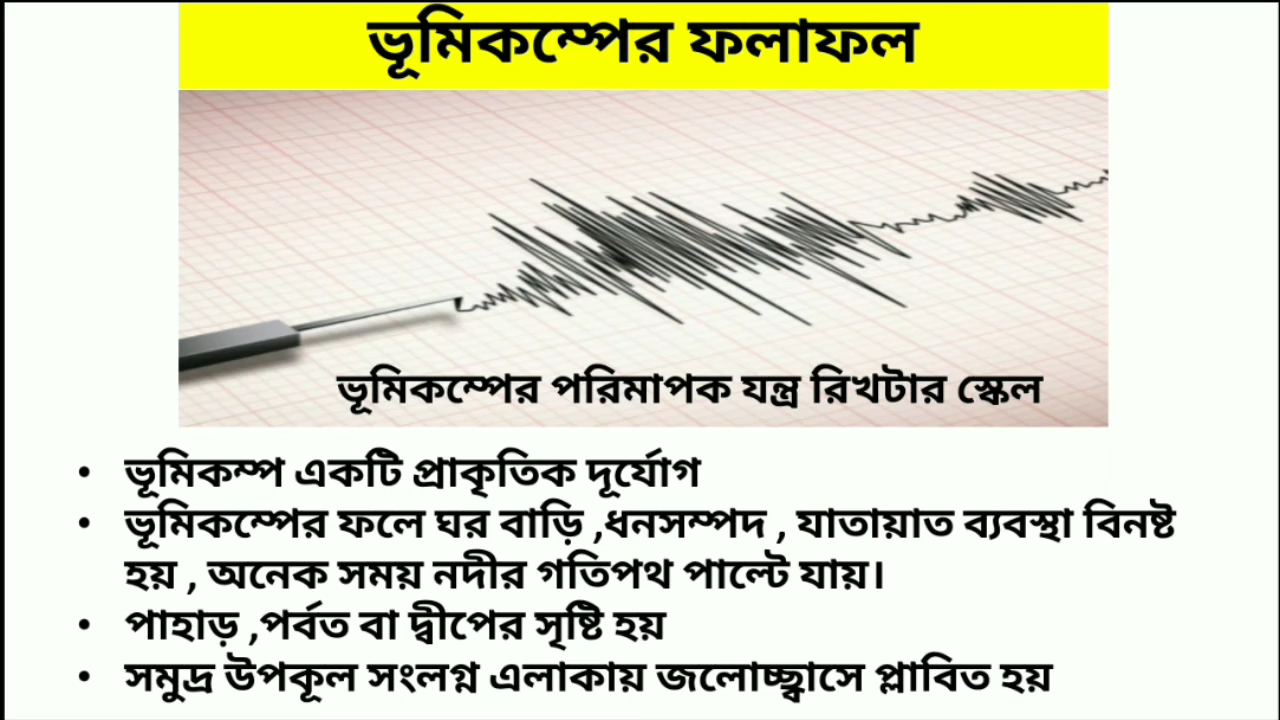 ভূমিকম্পের ফলাফল
ভূমিকম্পের পরিমাপক যন্ত্র রিখটার স্কেল
• ভূমিকম্প একটি প্রাকৃতিক দূর্যোগ
• ভূমিকম্পের ফলে ঘর বাড়ি ,ধনসম্পদ , যাতায়াত ব্যবস্থা বিনষ্ট
হয় , অনেক সময় নদীর গতিপথ পাল্টে যায়।
• পাহাড় ,পর্বত বা দ্বীপের সৃষ্টি হয়
• সমুদ্র উপকূল সংলগ্ন এলাকায় জলোচ্ছ্বাসে প্লাবিত হয়